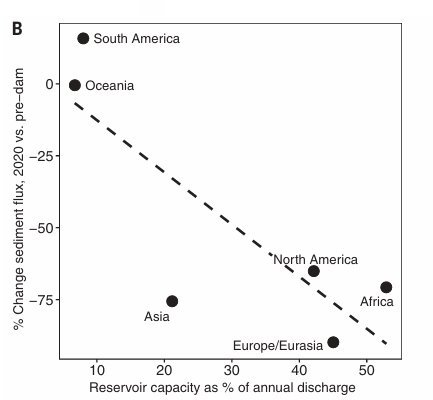 B
South America
Oceania
0
−25
−50
−75
North America
Africa
Asia
Europe/Eurasia
10 20 30 40 50
Reservoir capacity as % of annual discharge
% Change sediment flux, 2020 vs. pre–dam